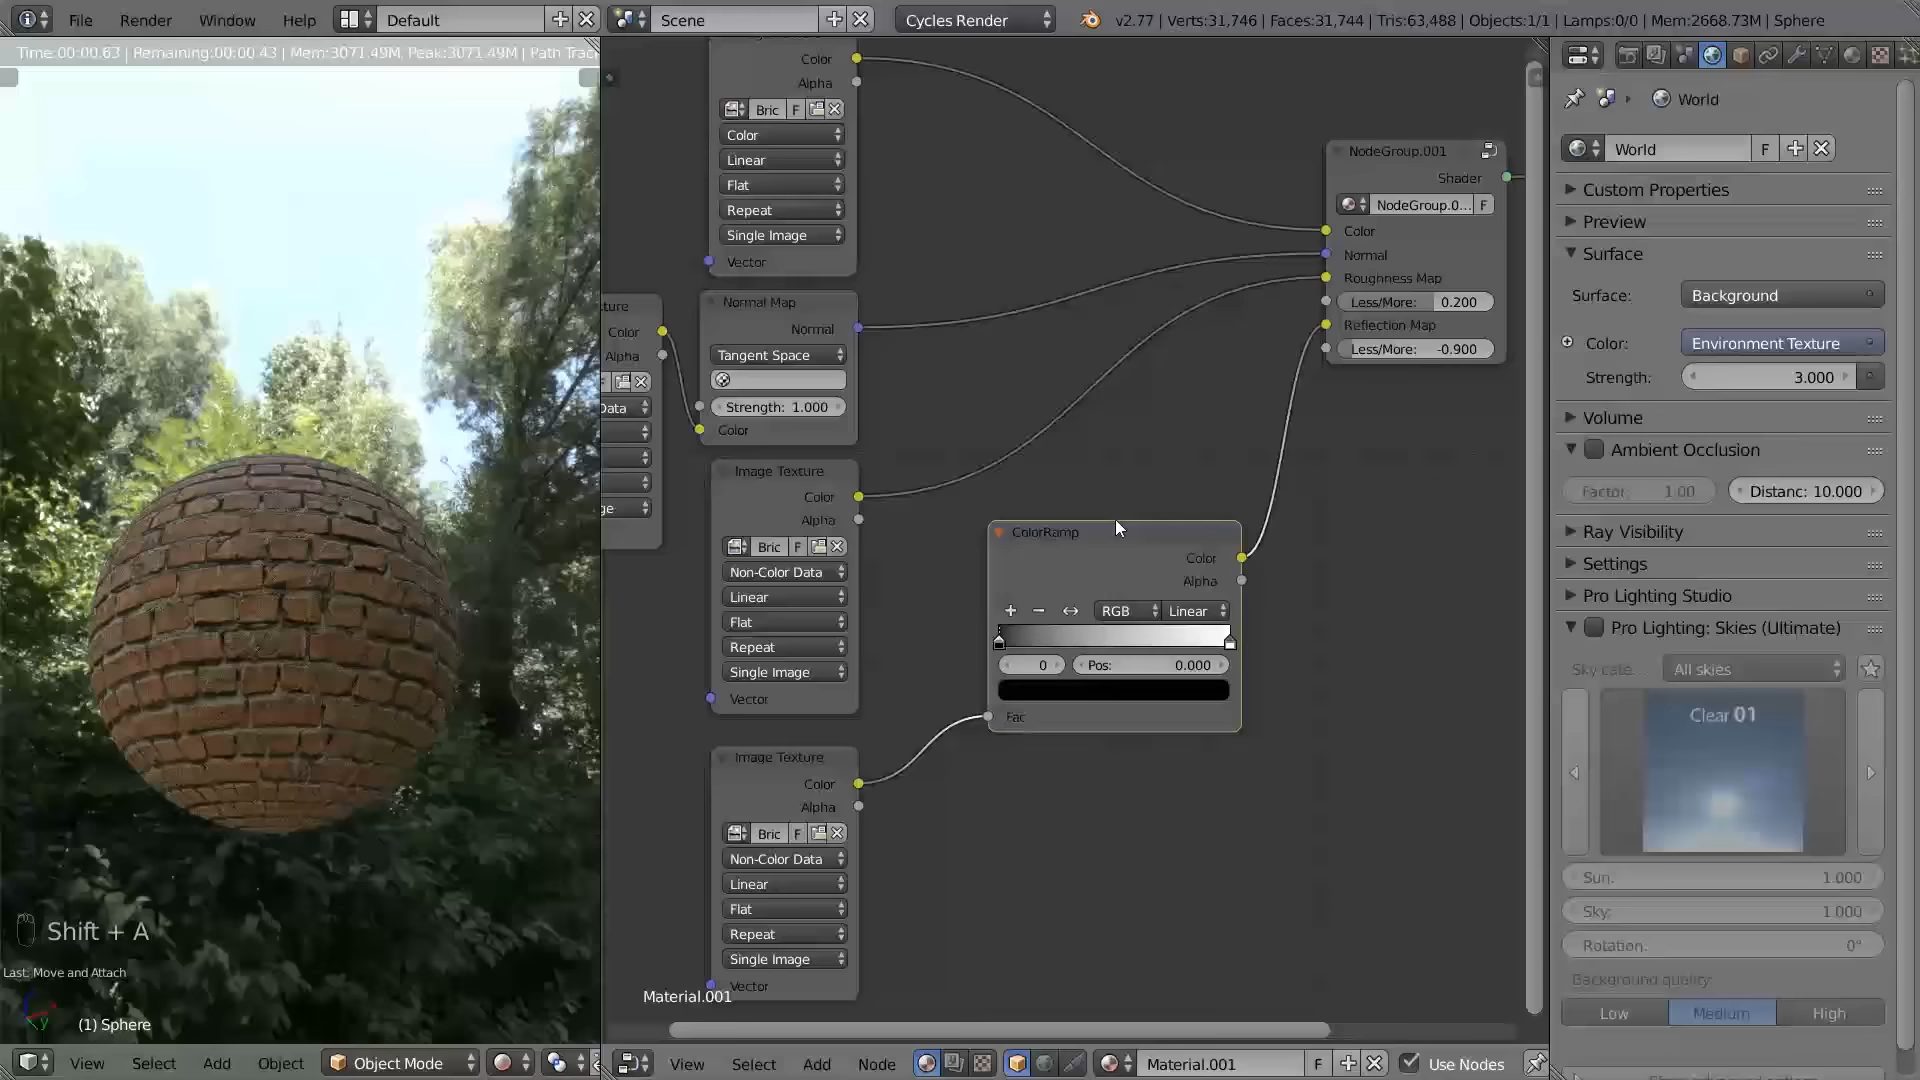 File Render Window Help Default Scene Cycles Render v2.77 | Verts:31,746 | Faces:31,744 | Tris:63,488 | Objects:1/1 | Lamps:0/0 | Mem:2668.73M | Sphere
Time:00:00.63 | Remaining:00:00.43 | Mem:3071.49M, Peak:3071.49M | Path Trac
Shift + A
Last: Move and Attach
y
(1) Sphere
View Select Add Object Object Mode
ture
Color
Alpha
Data
ge
Color
Alpha
Bric F
Color
Linear
Flat
Repeat
Single Image
Vector
Normal Map
Normal
Tangent Space
Strength: 1.000
Color
Image Texture
Color
Alpha
Bric F
Non-Color Data
Linear
Flat
Repeat
Single Image
Vector
Image Texture
Color
Alpha
Bric F
Non-Color Data
Linear
Flat
Repeat
Single Image
Vector
Material.001
ColorRamp
Color
Alpha
RGB Linear
0 Pos: 0.000
Fac
NodeGroup.001
Shader
NodeGroup.0... F
Color
Normal
Roughness Map
Less/More: 0.200
Reflection Map
Less/More: -0.900
View Select Add Node Material.001 F Use Nodes
World
World F
Custom Properties
Preview
Surface
Surface: Background
Color: Environment Texture
Strength: 3.000
Volume
Ambient Occlusion
Factor: 1.00 Distanc: 10.000
Ray Visibility
Settings
Pro Lighting Studio
Pro Lighting: Skies (Ultimate)
Sky cate... All skies
Clear 01
Sun: 1.000
Sky: 1.000
Rotation: 0°
Background quality:
Low Medium High